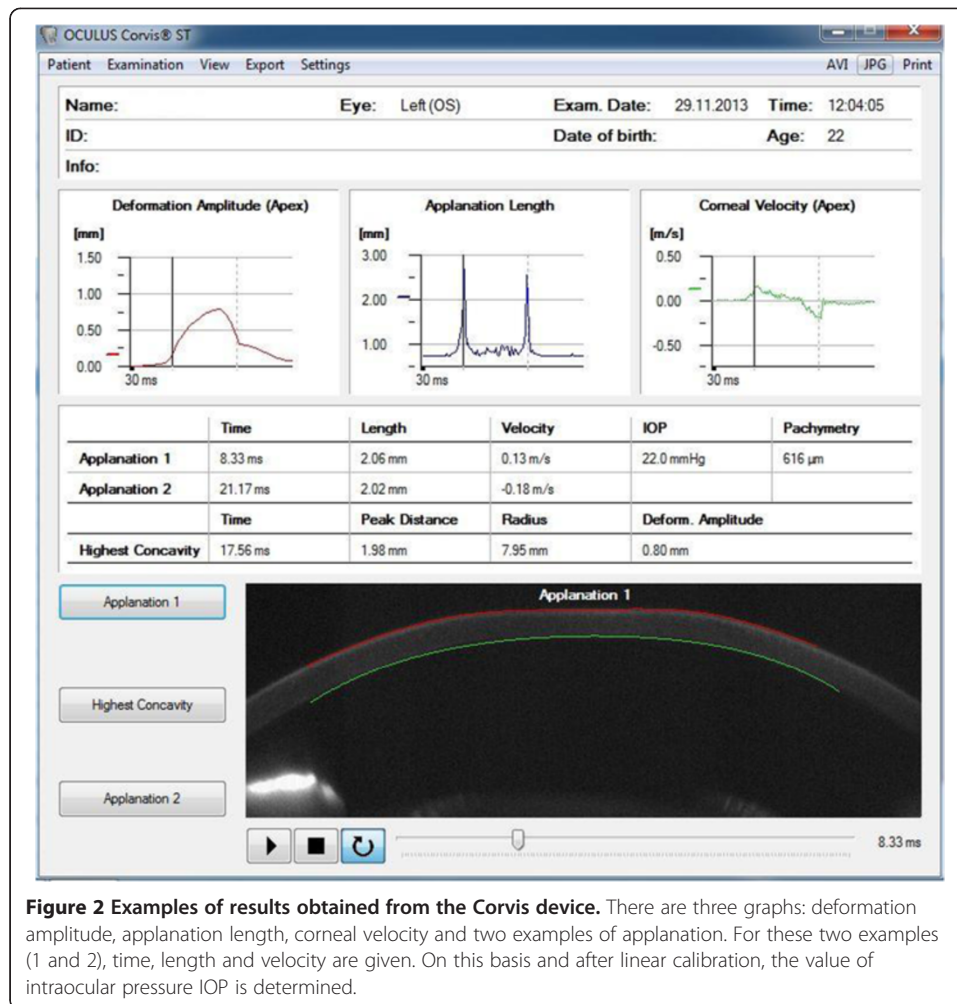 OCULUS Corvis® ST
Patient Examination View Export Settings AVI JPG Print
Name: Eye: Left (OS) Exam. Date: 29.11.2013 Time: 12:04:05
ID: Date of birth: Age: 22
Info:
Deformation Amplitude (Apex)
[mm]
1.50
1.00
0.50
0.00
30 ms
Applanation Length
[mm]
3.00
2.00
1.00
30 ms
Corneal Velocity (Apex)
[m/s]
0.50
0.00
-0.50
30 ms
Time Length Velocity IOP Pachymetry
Applanation 1 8.33 ms 2.06 mm 0.13 m/s 22.0 mmHg 616 µm
Applanation 2 21.17 ms 2.02 mm -0.18 m/s
Time Peak Distance Radius Deform. Amplitude
Highest Concavity 17.56 ms 1.98 mm 7.95 mm 0.80 mm
Applanation 1
Highest Concavity
Applanation 2
Applanation 1
8.33 ms
Figure 2 Examples of results obtained from the Corvis device. There are three graphs: deformation
amplitude, applanation length, corneal velocity and two examples of applanation. For these two examples
(1 and 2), time, length and velocity are given. On this basis and after linear calibration, the value of
intraocular pressure IOP is determined.